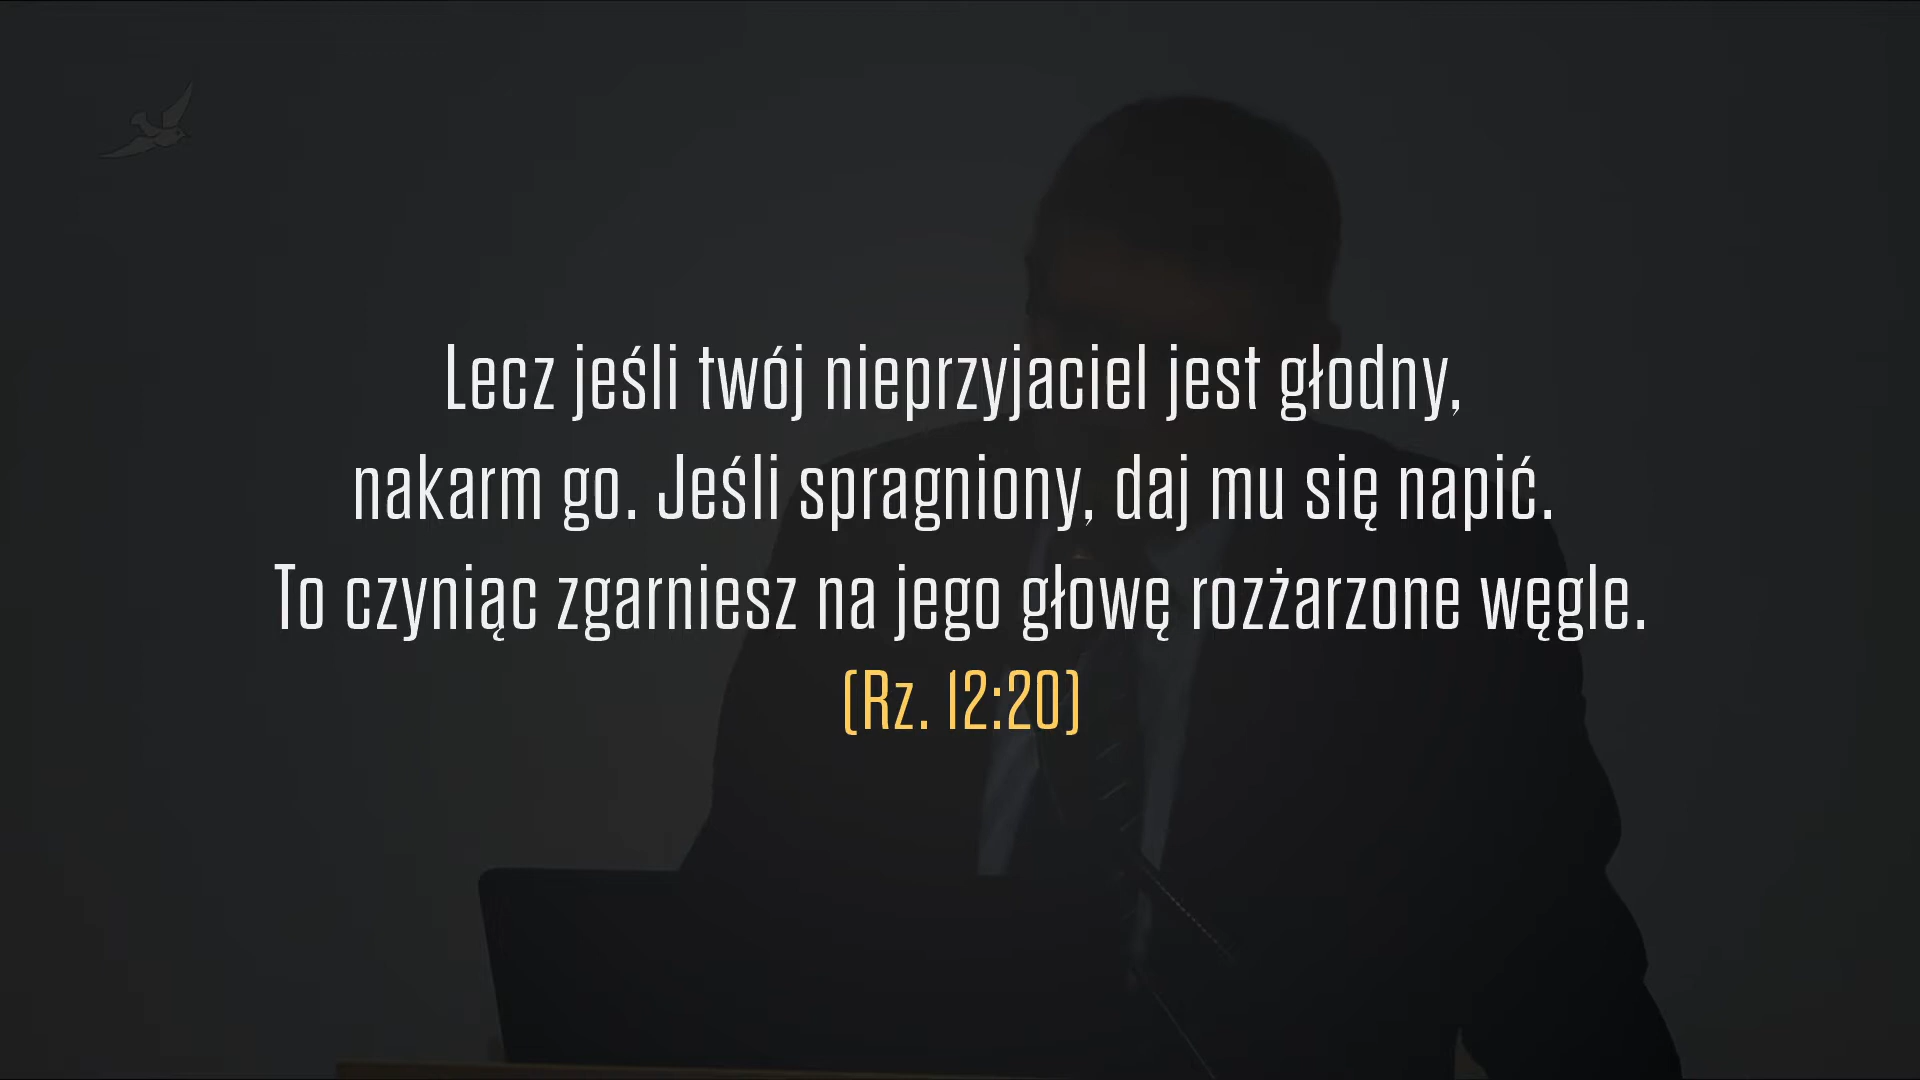 Lecz jeśli twój nieprzyjaciel jest głodny,
nakarm go. Jeśli spragniony, daj mu się napić.
To czyniąc zgarniesz na jego głowę rozżarzone węgle.
(Rz. 12:20)